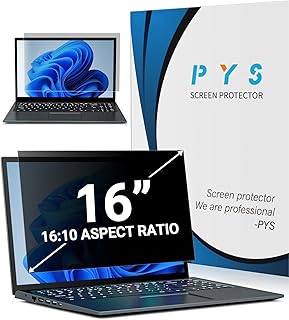 PYS
SCREEN PROTECTOR
Screen protector
We are professional
-PYS
16”
16:10 ASPECT RATIO